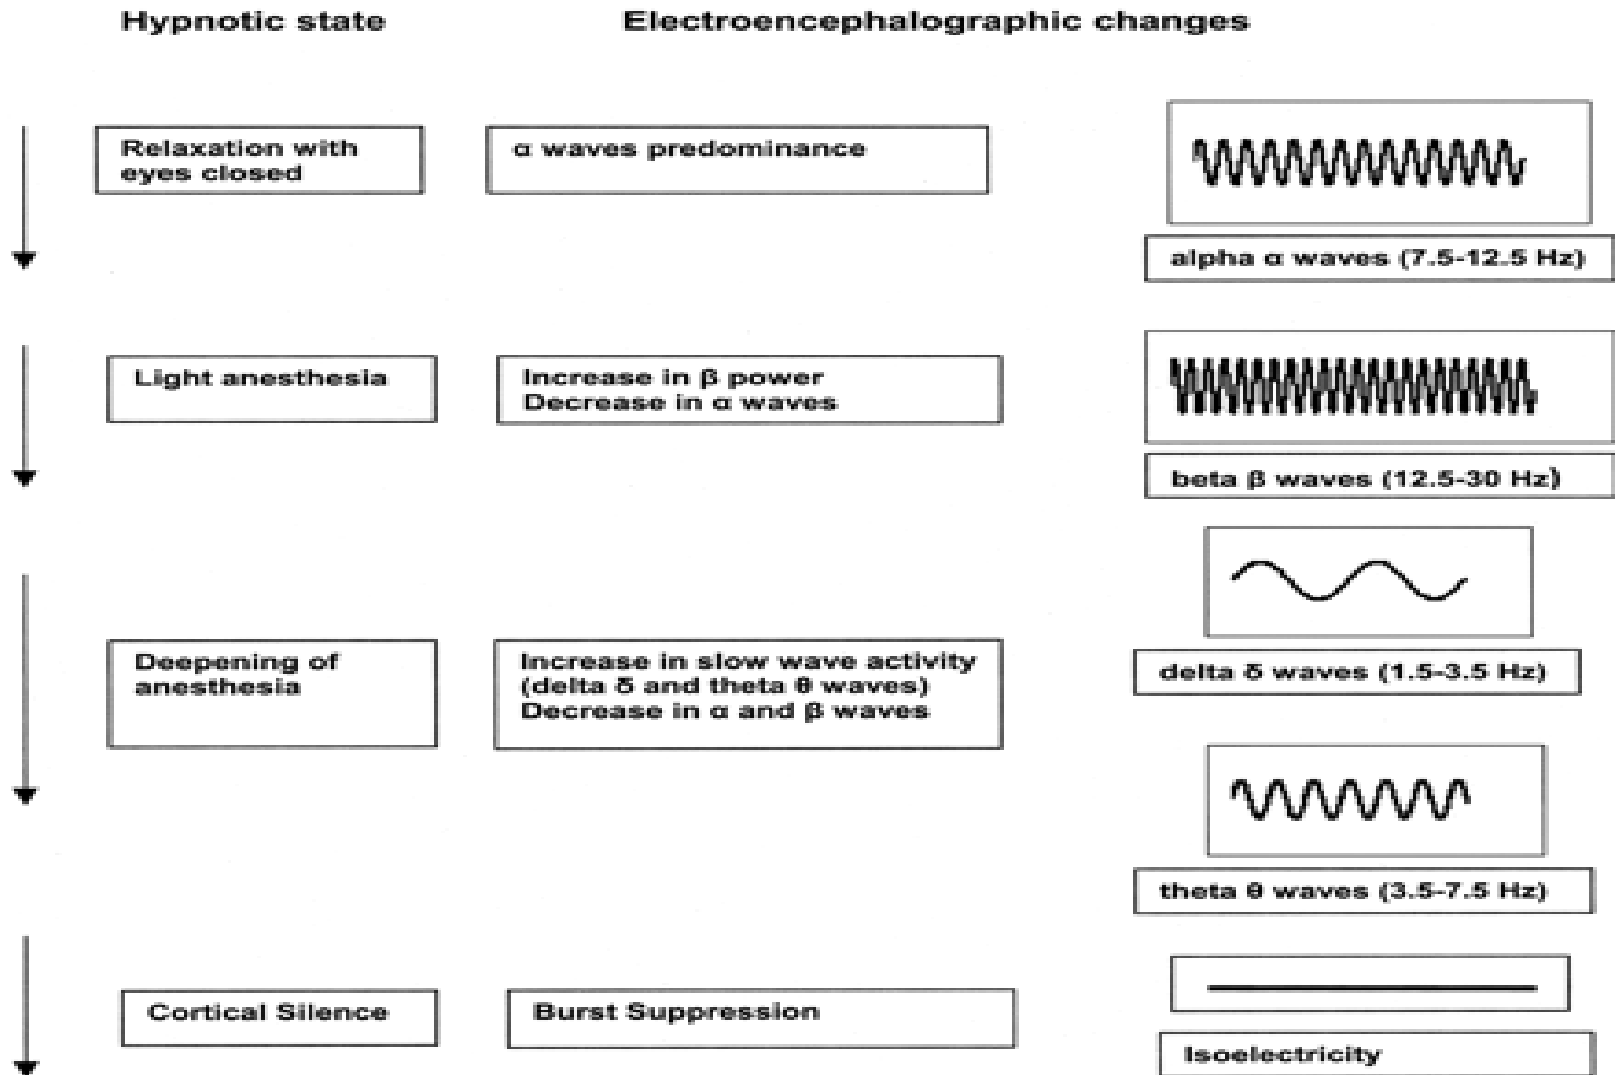 Hypnotic state
Electroencephalographic changes
Relaxation with
eyes closed
α waves predominance
alpha α waves (7.5-12.5 Hz)
Light anesthesia
Increase in β power
Decrease in α waves
beta β waves (12.5-30 Hz)
Deepening of
anesthesia
Increase in slow wave activity
(delta δ and theta θ waves)
Decrease in α and β waves
delta δ waves (1.5-3.5 Hz)
theta θ waves (3.5-7.5 Hz)
Cortical Silence
Burst Suppression
Isoelectricity